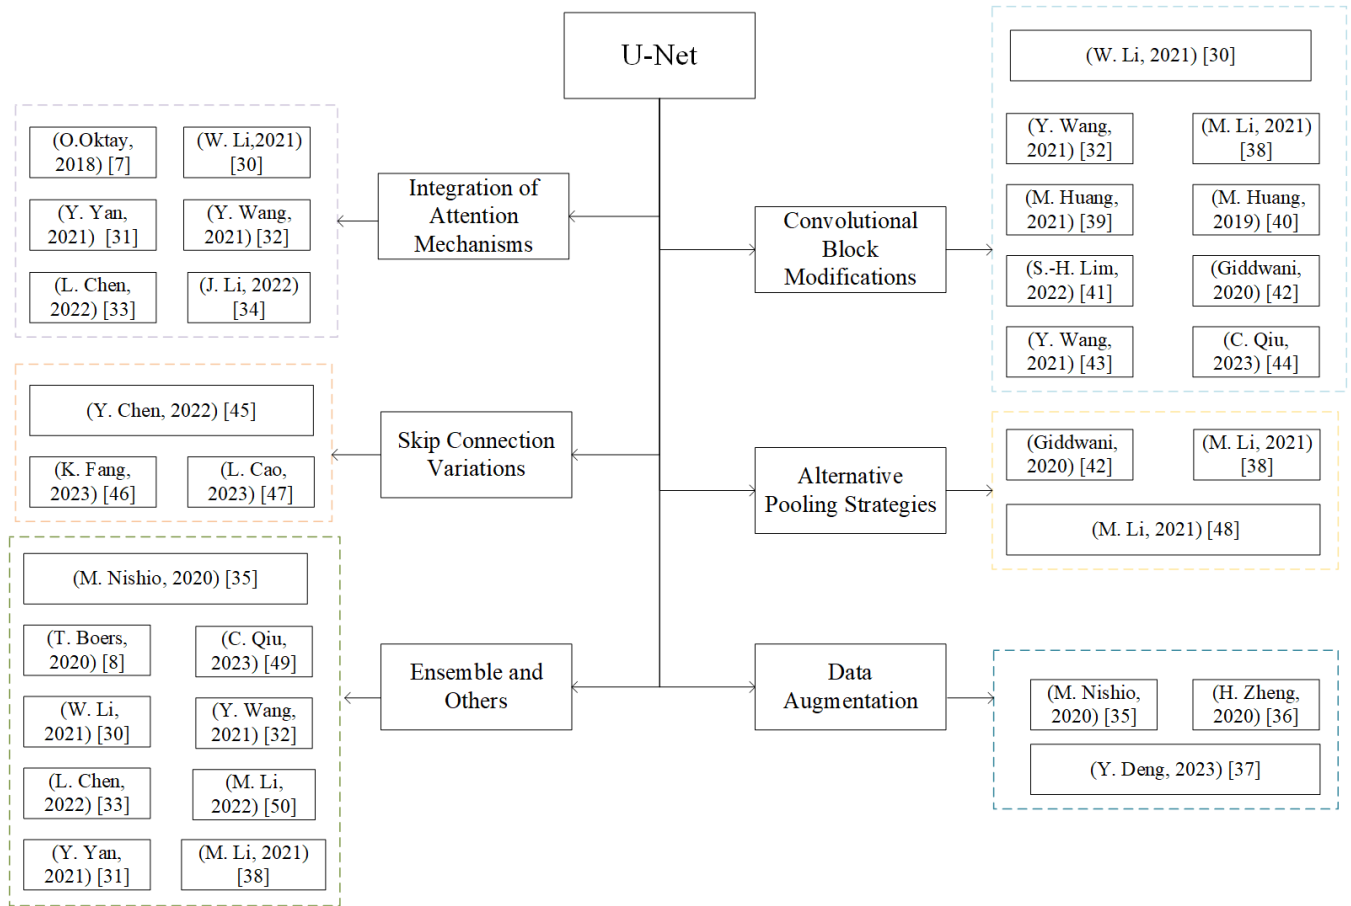 U-Net
(O.Oktay,
2018) [7]
(W. Li,2021)
[30]
(Y. Yan,
2021)  [31]
(Y. Wang,
2021) [32]
(L. Chen,
2022) [33]
(J. Li, 2022)
[34]
Integration of
Attention
Mechanisms
Convolutional
Block
Modifications
(W. Li, 2021) [30]
(Y. Wang,
2021) [32]
(M. Li, 2021)
[38]
(M. Huang,
2021) [39]
(M. Huang,
2019) [40]
(S.-H. Lim,
2022) [41]
(Giddwani,
2020) [42]
(Y. Wang,
2021) [43]
(C. Qiu,
2023) [44]
(Y. Chen, 2022) [45]
(K. Fang,
2023) [46]
(L. Cao,
2023) [47]
Skip Connection
Variations
Alternative
Pooling Strategies
(Giddwani,
2020) [42]
(M. Li, 2021)
[38]
(M. Li, 2021) [48]
(M. Nishio, 2020) [35]
(T. Boers,
2020) [8]
(C. Qiu,
2023) [49]
(W. Li,
2021) [30]
(Y. Wang,
2021) [32]
(L. Chen,
2022) [33]
(M. Li,
2022) [50]
(Y. Yan,
2021) [31]
(M. Li, 2021)
[38]
Ensemble and
Others
Data
Augmentation
(M. Nishio,
2020) [35]
(H. Zheng,
2020) [36]
(Y. Deng, 2023) [37]